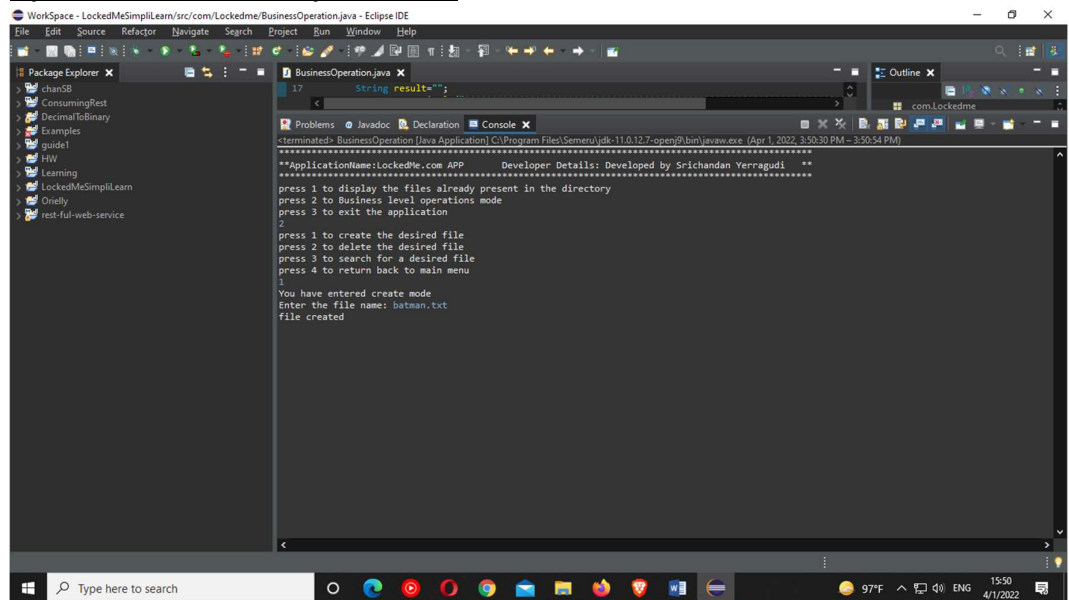 WorkSpace - LockedMeSimpliLearn/src/com/Lockedme/BusinessOperation.java - Eclipse IDE
File Edit Source Refactor Navigate Search Project Run Window Help
Package Explorer
BusinessOperation.java
Outline
chanSB
17 String result="";
ConsumingRest
com.Lockedme
DecimalToBinary
Problems Javadoc Declaration Console
Examples
<terminated> BusinessOperation [Java Application] C:\Program Files\Semeru\jdk-11.0.12.7-openj9\bin\javaw.exe (Apr 1, 2022, 3:50:30 PM – 3:50:54 PM)
guide1
HW
Learning
LockedMeSimpliLearn
Orielly
rest-ful-web-service
**ApplicationName:LockedMe.com APP Developer Details: Developed by Srichandan Yerragudi **
press 1 to display the files already present in the directory
press 2 to Business level operations mode
press 3 to exit the application
2
press 1 to create the desired file
press 2 to delete the desired file
press 3 to search for a desired file
press 4 to return back to main menu
1
You have entered create mode
Enter the file name: batman.txt
file created
Type here to search
97°F
ENG
15:50
4/1/2022